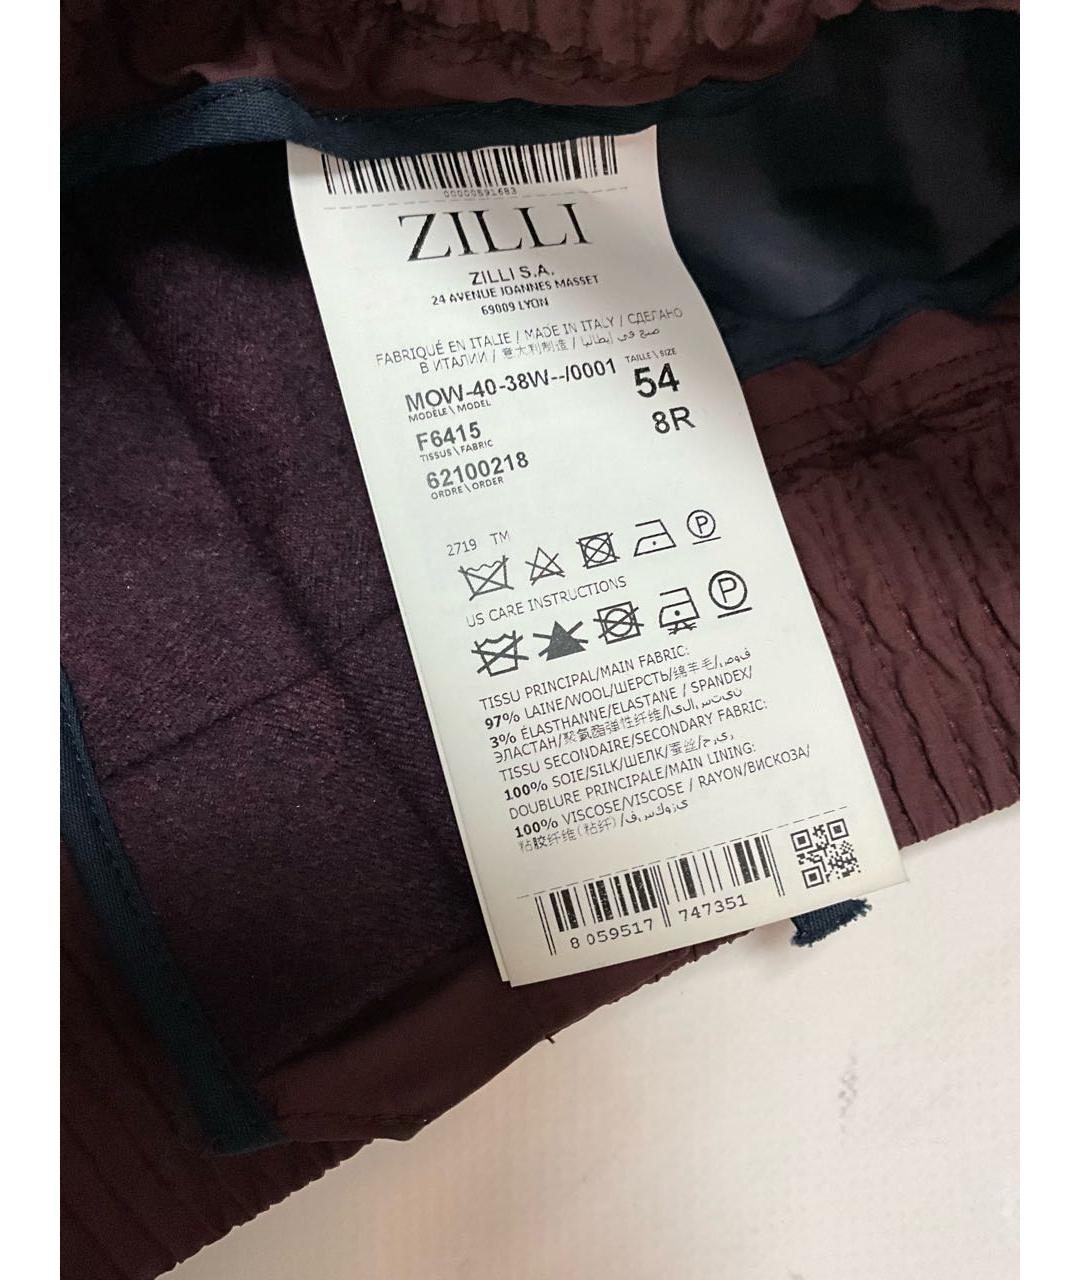 00000591683
ZILLI
ZILLI S.A.
24 AVENUE JOANNES MASSET
69009 LYON
FABRIQUÉ EN ITALIE / MADE IN ITALY / СДЕЛАНО
В ИТАЛИИ / 意大利制造 / صنع في إيطاليا
MOW-40-38W--/0001
MODÈLE \ MODEL
TAILLE \ SIZE
54
8R
F6415
TISSUS \ FABRIC
62100218
ORDRE \ ORDER
2719 TM
P
US CARE INSTRUCTIONS
P
TISSU PRINCIPAL/MAIN FABRIC:
97% LAINE/WOOL/ШЕРСТЬ/绵羊毛/صوف/
3% ÉLASTHANNE/ELASTANE / SPANDEX/
ЭЛАСТАН/聚氨酯弹性纤维/
TISSU SECONDAIRE/SECONDARY FABRIC:
100% SOIE/SILK/ШЕЛК/蚕丝/حرير/
DOUBLURE PRINCIPALE/MAIN LINING:
100% VISCOSE/VISCOSE / RAYON/ВИСКОЗА/
粘胶纤维(粘纤)/فيسكوزي
8 059517 747351